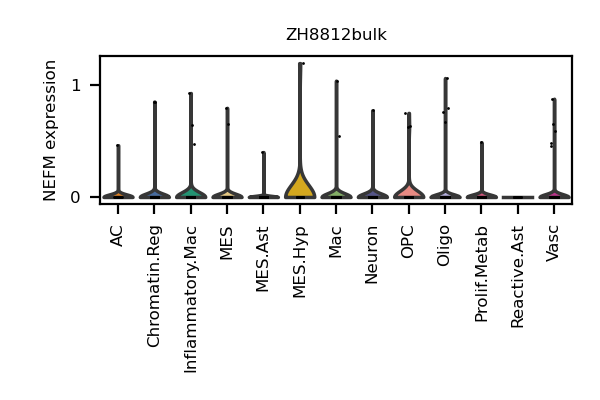 ZH8812bulk
NEFM expression
1
0
AC
Chromatin.Reg
Inflammatory.Mac
MES
MES.Ast
MES.Hyp
Mac
Neuron
OPC
Oligo
Prolif.Metab
Reactive.Ast
Vasc